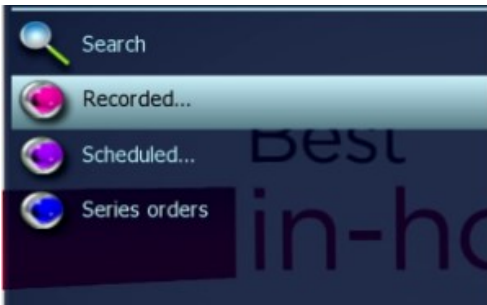 Search
Recorded...
Scheduled...
Series orders
Best
in-ho